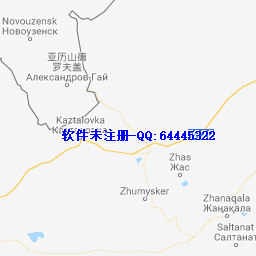 Novouzensk
Новоузенск
亚历山德
罗夫盖
Александров-Гай
Kaztalovka
软件未注册-QQ:64445322
Zhas
Жас
Zhumysker
Zhanaqala
Жаңақала
Saltanat
Салтанат